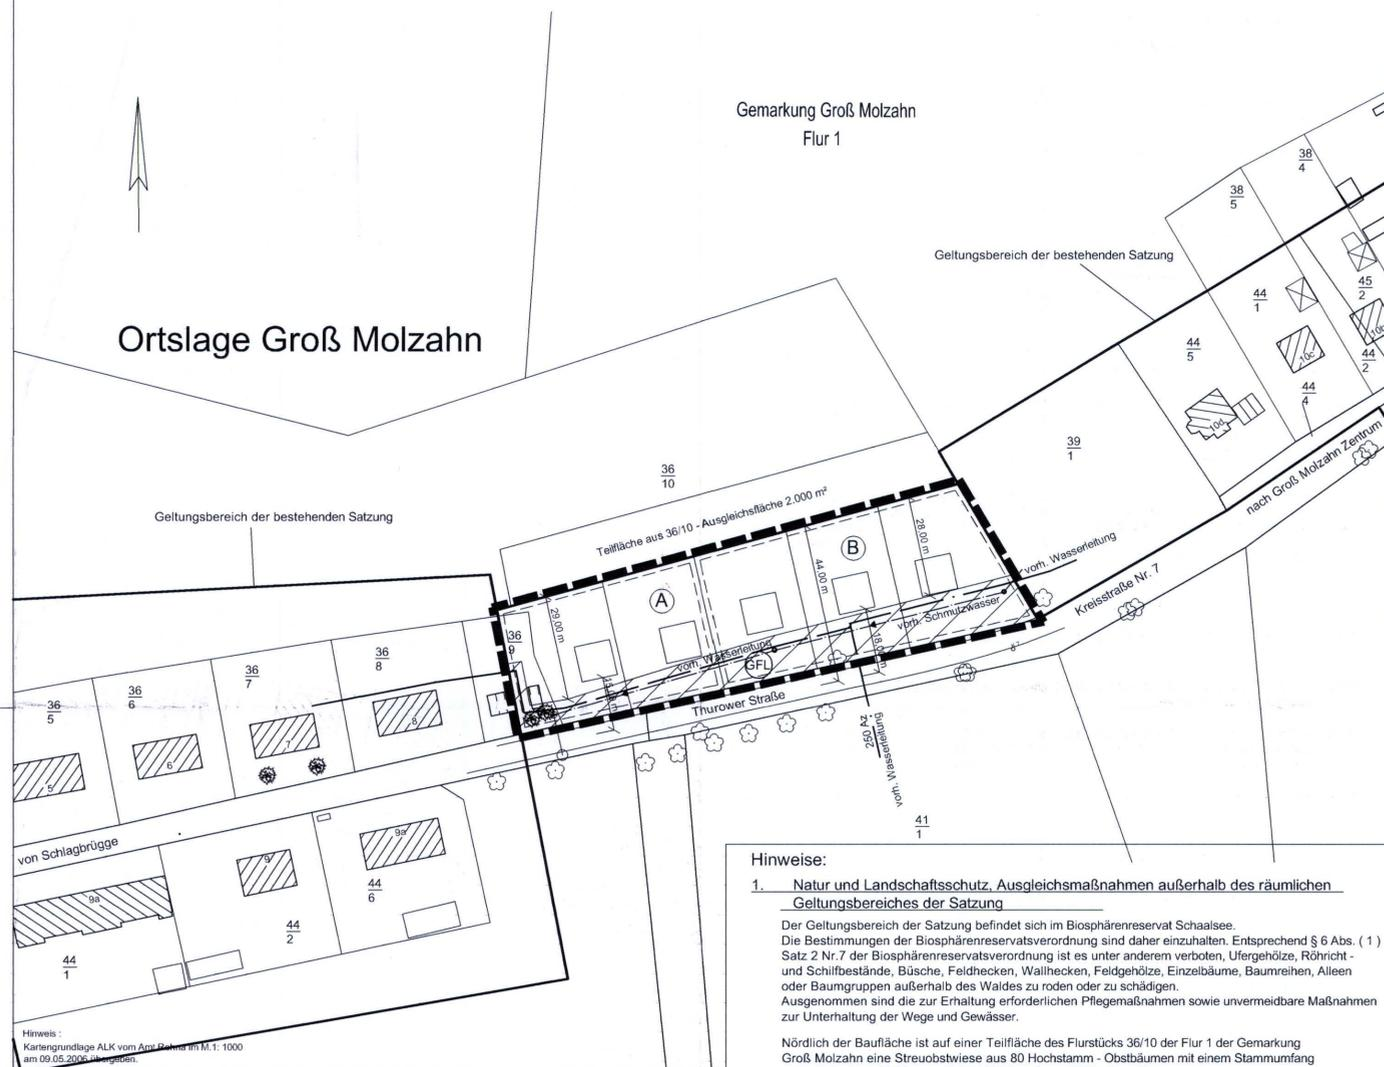 Gemarkung Groß Molzahn
Flur 1
38
4
38
5
Geltungsbereich der bestehenden Satzung
44
1
45
2
Ortslage Groß Molzahn
44
5
10c
10b
44
2
44
4
10d
39
1
nach Groß Molzahn Zentrum
36
10
Teilfläche aus 36/10 - Ausgleichsfläche 2.000 m²
Geltungsbereich der bestehenden Satzung
B
28,00 m
44,00 m
vorh. Wasserleitung
Kreisstraße Nr. 7
A
29,00 m
vorh. Schmutzwasser
36
9
vorh. Wasserleitung
GFL
36
8
36
7
36
6
36
5
Thurower Straße
8
7
6
5
250 Az.
vorh. Wasserleitung
41
1
von Schlagbrügge
9a
9
9a
44
6
44
2
44
1
Hinweise:
1. Natur und Landschaftsschutz, Ausgleichsmaßnahmen außerhalb des räumlichen
Geltungsbereiches der Satzung
Der Geltungsbereich der Satzung befindet sich im Biosphärenreservat Schaalsee.
Die Bestimmungen der Biosphärenreservatsverordnung sind daher einzuhalten. Entsprechend § 6 Abs. ( 1 )
Satz 2 Nr.7 der Biosphärenreservatsverordnung ist es unter anderem verboten, Ufergehölze, Röhricht -
und Schilfbestände, Büsche, Feldhecken, Wallhecken, Feldgehölze, Einzelbäume, Baumreihen, Alleen
oder Baumgruppen außerhalb des Waldes zu roden oder zu schädigen.
Ausgenommen sind die zur Erhaltung erforderlichen Pflegemaßnahmen sowie unvermeidbare Maßnahmen
zur Unterhaltung der Wege und Gewässer.
Nördlich der Baufläche ist auf einer Teilfläche des Flurstücks 36/10 der Flur 1 der Gemarkung
Groß Molzahn eine Streuobstwiese aus 80 Hochstamm - Obstbäumen mit einem Stammumfang
Hinweis :
Kartengrundlage ALK vom Amt Rehna im M.1: 1000
am 09.05.2006 übergeben.